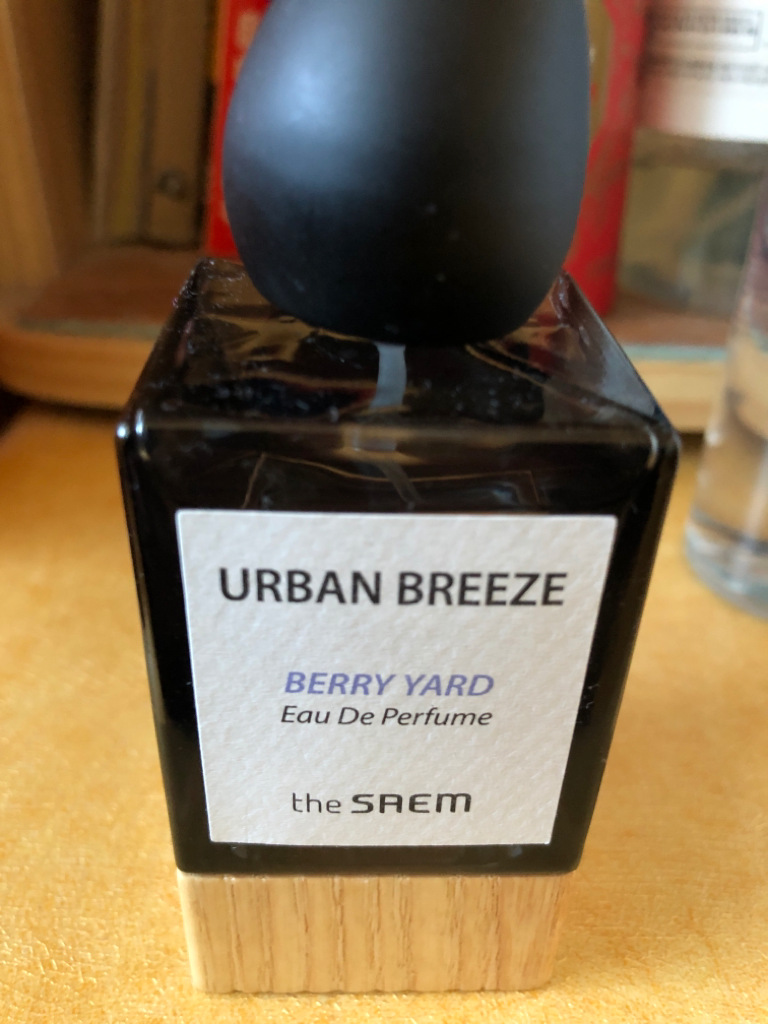 URBAN BREEZE
BERRY YARD
Eau De Perfume
the SAEM